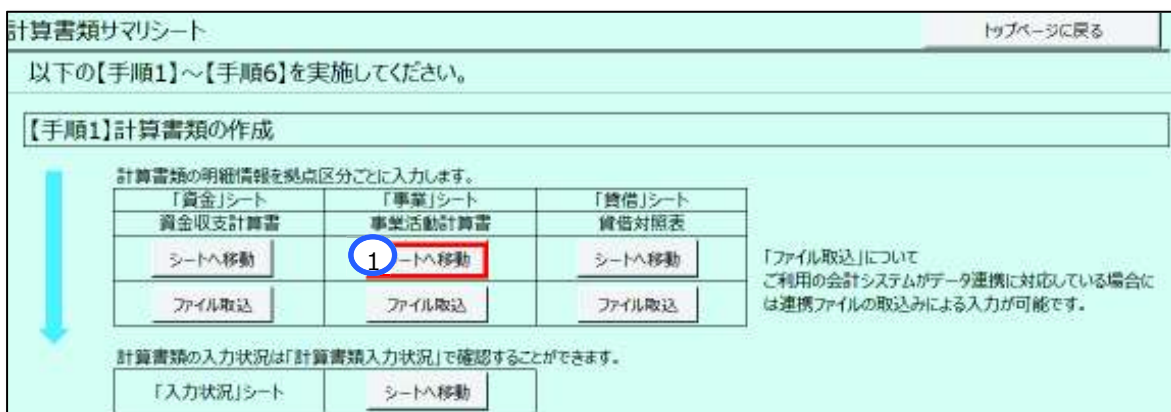 計算書類サマリシート
トップページに戻る
以下の【手順1】～【手順6】を実施してください。
【手順1】計算書類の作成
計算書類の明細情報を拠点区分ごとに入力します。
「資金」シート 「事業」シート 「貸借」シート
資金収支計算書 事業活動計算書 貸借対照表
シートへ移動 1 ートへ移動 シートへ移動
ファイル取込 ファイル取込 ファイル取込
「ファイル取込」について
ご利用の会計システムがデータ連携に対応している場合に
は連携ファイルの取込みによる入力が可能です。
計算書類の入力状況は「計算書類入力状況」で確認することができます。
「入力状況」シート シートへ移動